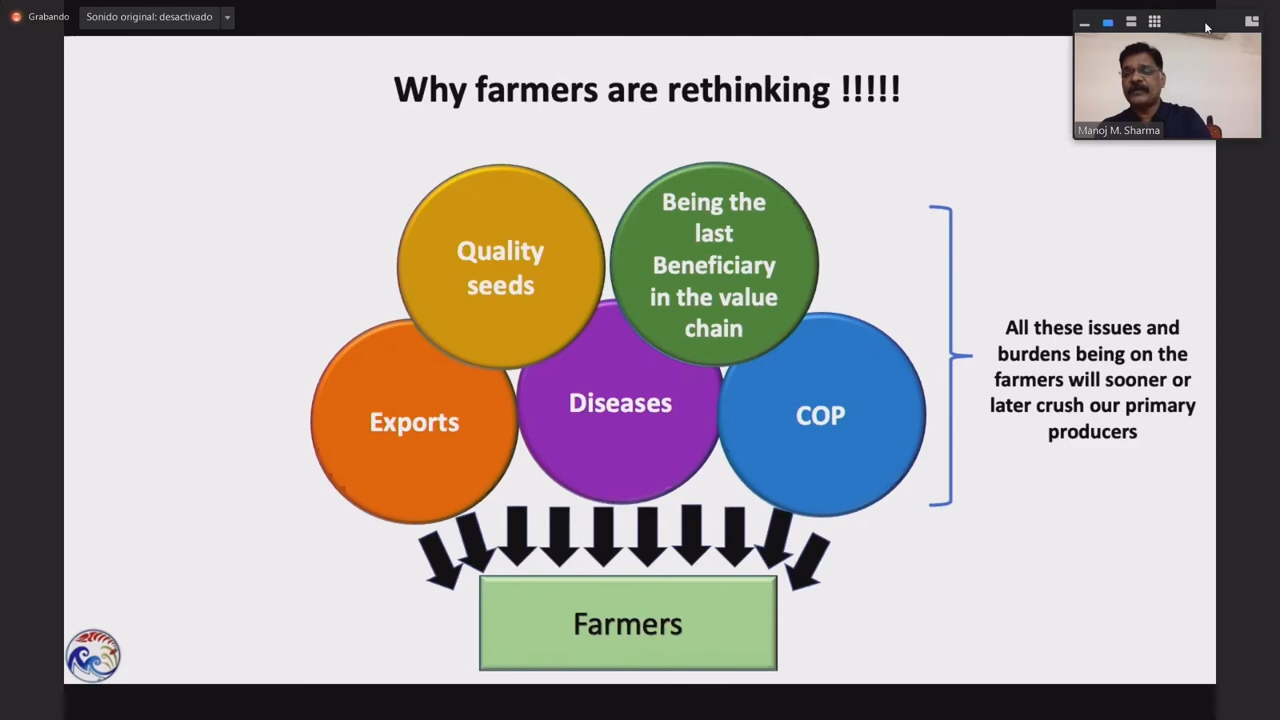 Grabando
Sonido original: desactivado
Manoj M. Sharma
Why farmers are rethinking !!!!!
Quality
seeds
Being the
last
Beneficiary
in the value
chain
Exports
Diseases
COP
All these issues and
burdens being on the
farmers will sooner or
later crush our primary
producers
Farmers